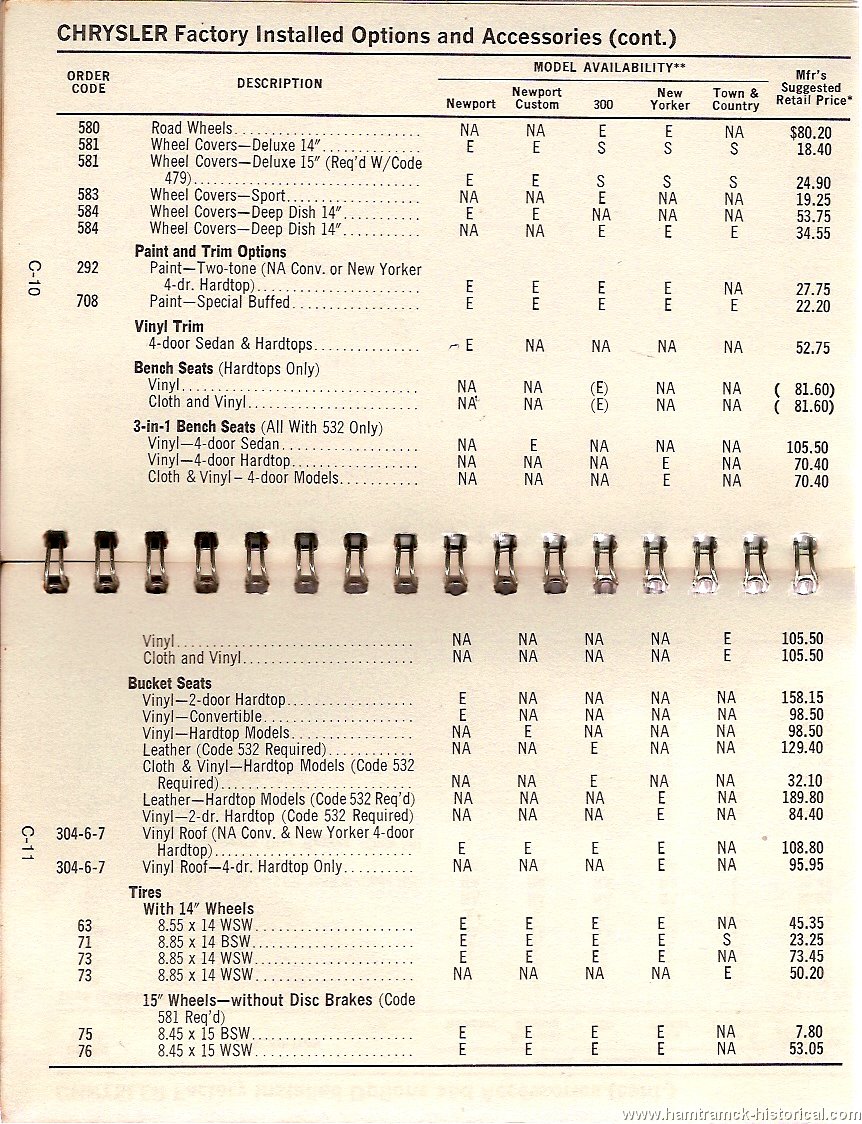 CHRYSLER Factory Installed Options and Accessories (cont.)
ORDER CODE DESCRIPTION MODEL AVAILABILITY** Mfr's Suggested Retail Price*
Newport Newport Custom 300 New Yorker Town & Country
580 Road Wheels NA NA E E NA $80.20
581 Wheel Covers—Deluxe 14″ E E S S S 18.40
581 Wheel Covers—Deluxe 15″ (Req'd W/Code
479) E E S S S 24.90
583 Wheel Covers—Sport NA NA E NA NA 19.25
584 Wheel Covers—Deep Dish 14″ E E NA NA NA 53.75
584 Wheel Covers—Deep Dish 14″ NA NA E E E 34.55
Paint and Trim Options
292 Paint—Two-tone (NA Conv. or New Yorker
4-dr. Hardtop) E E E E NA 27.75
708 Paint—Special Buffed E E E E E 22.20
Vinyl Trim
4-door Sedan & Hardtops E NA NA NA NA 52.75
Bench Seats (Hardtops Only)
Vinyl NA NA (E) NA NA ( 81.60)
Cloth and Vinyl NA NA (E) NA NA ( 81.60)
3-in-1 Bench Seats (All With 532 Only)
Vinyl—4-door Sedan NA E NA NA NA 105.50
Vinyl—4-door Hardtop NA NA NA E NA 70.40
Cloth & Vinyl– 4-door Models NA NA NA E NA 70.40
C-10
Vinyl NA NA NA NA E 105.50
Cloth and Vinyl NA NA NA NA E 105.50
Bucket Seats
Vinyl—2-door Hardtop E NA NA NA NA 158.15
Vinyl—Convertible E NA NA NA NA 98.50
Vinyl—Hardtop Models NA E NA NA NA 98.50
Leather (Code 532 Required) NA NA E NA NA 129.40
Cloth & Vinyl—Hardtop Models (Code 532
Required) NA NA E NA NA 32.10
Leather—Hardtop Models (Code 532 Req'd) NA NA NA E NA 189.80
Vinyl—2-dr. Hardtop (Code 532 Required) NA NA NA E NA 84.40
304-6-7 Vinyl Roof (NA Conv. & New Yorker 4-door
Hardtop) E E E E NA 108.80
304-6-7 Vinyl Roof—4-dr. Hardtop Only NA NA NA E NA 95.95
Tires
With 14″ Wheels
63 8.55 x 14 WSW E E E E NA 45.35
71 8.85 x 14 BSW E E E E S 23.25
73 8.85 x 14 WSW E E E E NA 73.45
73 8.85 x 14 WSW NA NA NA NA E 50.20
15″ Wheels—without Disc Brakes (Code
581 Req'd)
75 8.45 x 15 BSW E E E E NA 7.80
76 8.45 x 15 WSW E E E E NA 53.05
C-11
www.hamtramck-historical.com